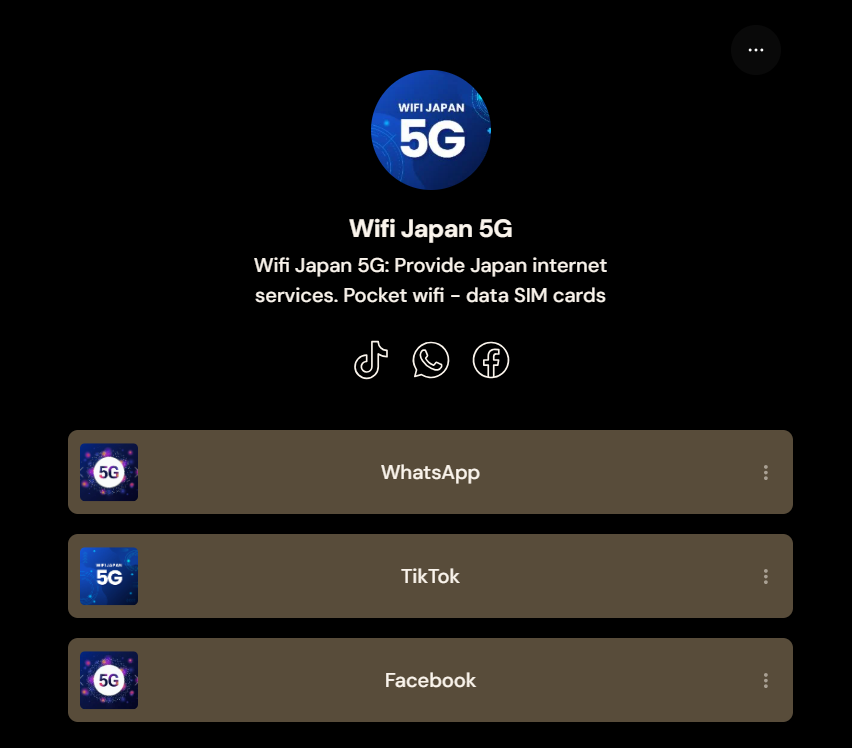 WIFI JAPAN
5G
Wifi Japan 5G
Wifi Japan 5G: Provide Japan internet
services. Pocket wifi - data SIM cards
5G
WhatsApp
WIFI JAPAN
5G
TikTok
5G
Facebook